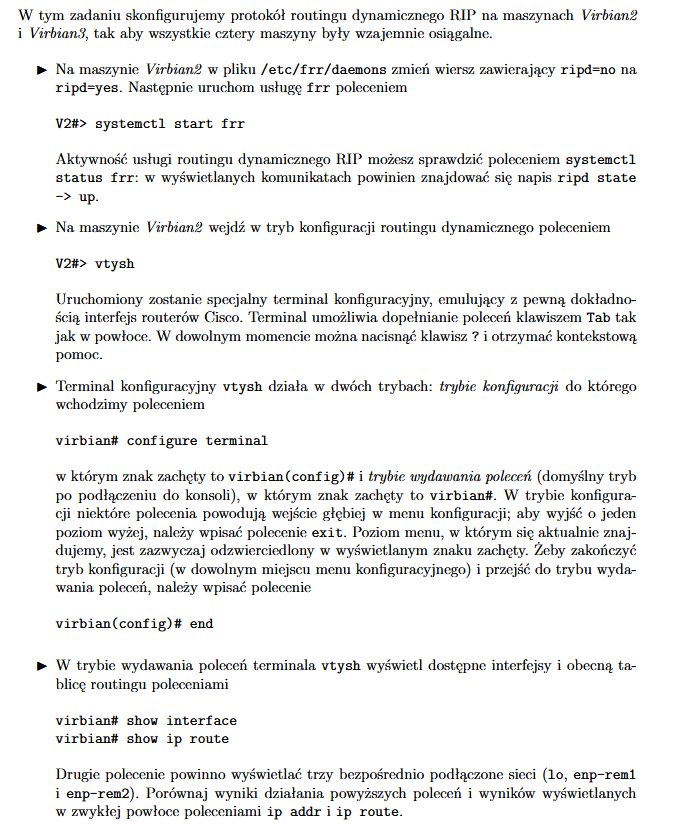 W tym zadaniu skonfigurujemy protokół routingu dynamicznego RIP na maszynach Virbian2
i Virbian3, tak aby wszystkie cztery maszyny były wzajemnie osiągalne.
► Na maszynie Virbian2 w pliku /etc/frr/daemons zmień wiersz zawierający ripd=no na
ripd=yes. Następnie uruchom usługę frr poleceniem
V2#> systemctl start frr
Aktywność usługi routingu dynamicznego RIP możesz sprawdzić poleceniem systemctl
status frr: w wyświetlanych komunikatach powinien znajdować się napis ripd state
-> up.
► Na maszynie Virbian2 wejdź w tryb konfiguracji routingu dynamicznego poleceniem
V2#> vtysh
Uruchomiony zostanie specjalny terminal konfiguracyjny, emulujący z pewną dokładno-
ścią interfejs routerów Cisco. Terminal umożliwia dopełnianie poleceń klawiszem Tab tak
jak w powłoce. W dowolnym momencie można nacisnąć klawisz ? i otrzymać kontekstową
pomoc.
► Terminal konfiguracyjny vtysh działa w dwóch trybach: trybie konfiguracji do którego
wchodzimy poleceniem
virbian# configure terminal
w którym znak zachęty to virbian(config)# i trybie wydawania poleceń (domyślny tryb
po podłączeniu do konsoli), w którym znak zachęty to virbian#. W trybie konfigura-
cji niektóre polecenia powodują wejście głębiej w menu konfiguracji; aby wyjść o jeden
poziom wyżej, należy wpisać polecenie exit. Poziom menu, w którym się aktualnie znaj-
dujemy, jest zazwyczaj odzwierciedlony w wyświetlanym znaku zachęty. Żeby zakończyć
tryb konfiguracji (w dowolnym miejscu menu konfiguracyjnego) i przejść do trybu wyda-
wania poleceń, należy wpisać polecenie
virbian(config)# end
► W trybie wydawania poleceń terminala vtysh wyświetl dostępne interfejsy i obecną ta-
blicę routingu poleceniami
virbian# show interface
virbian# show ip route
Drugie polecenie powinno wyświetlać trzy bezpośrednio podłączone sieci (lo, enp-rem1
i enp-rem2). Porównaj wyniki działania powyższych poleceń i wyników wyświetlanych
w zwykłej powłoce poleceniami ip addr i ip route.